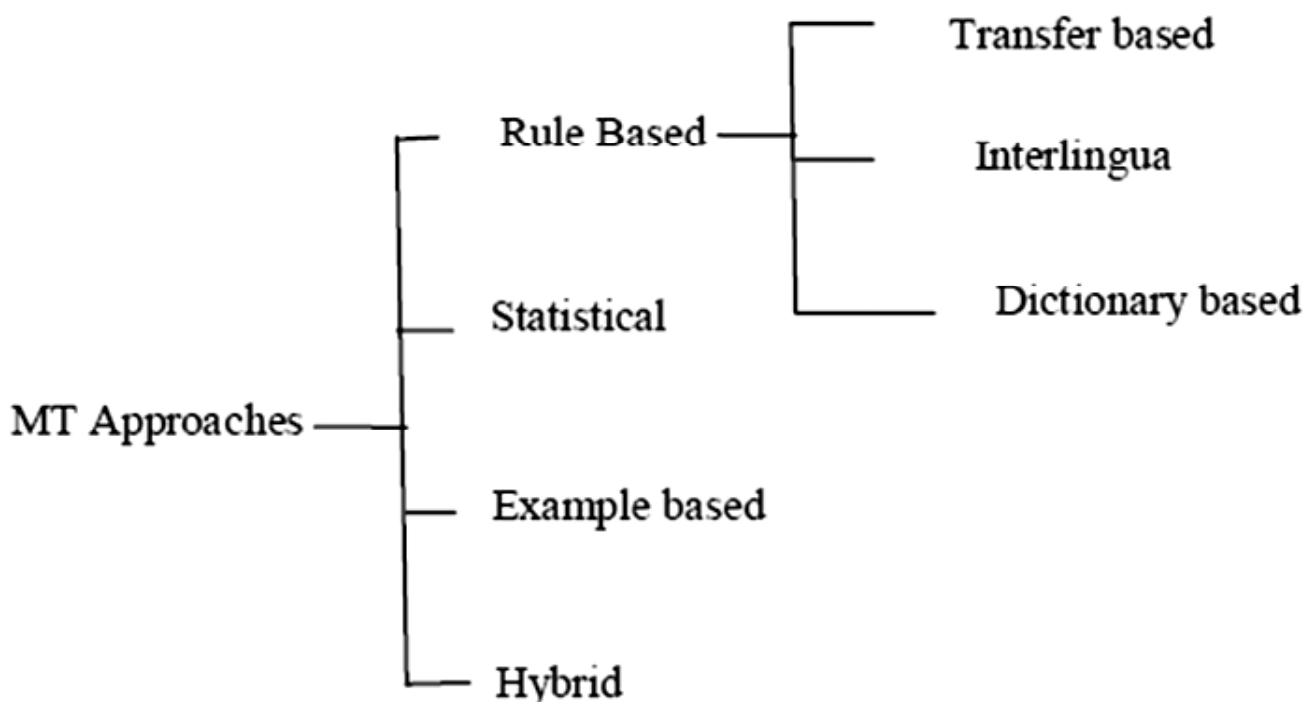 Transfer based
Rule Based
Interlingua
Dictionary based
Statistical
MT Approaches
Example based
Hybrid